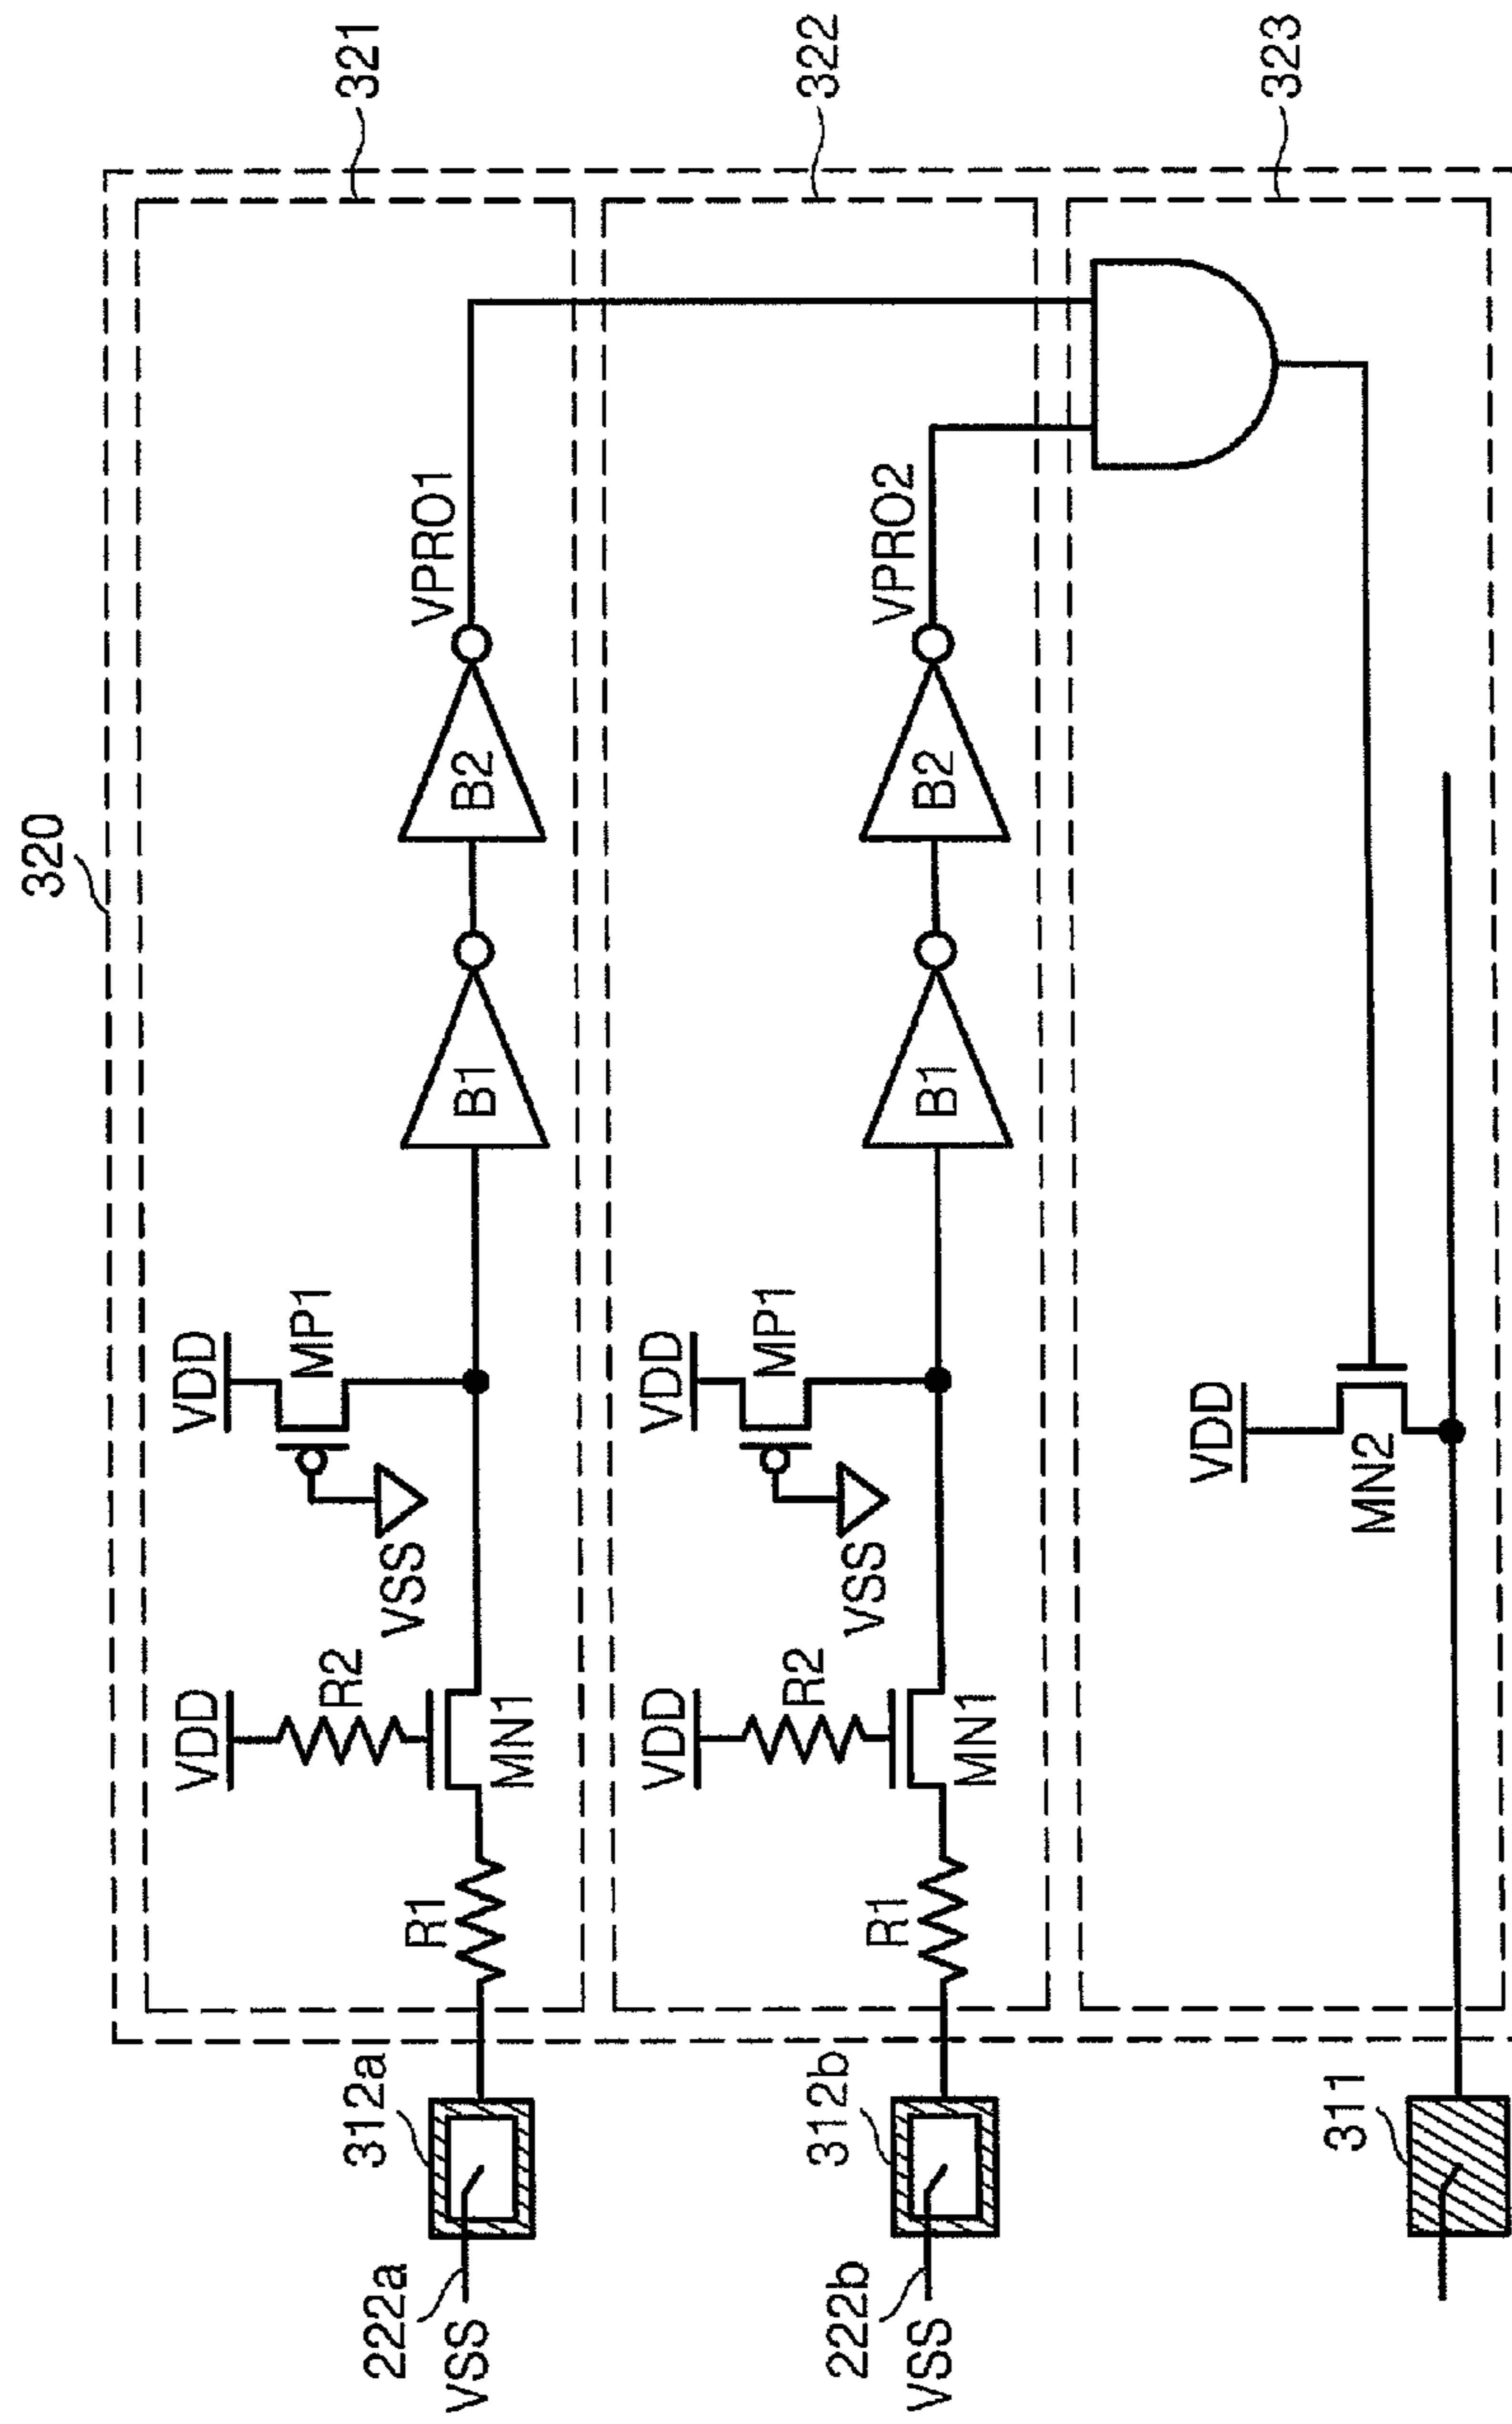 320
321
VDD
VDD
R2
MP1
VSS
R1
MN1
B1
B2
VPRO1
312a
222a
VSS
322
VDD
VDD
R2
MP1
VSS
R1
MN1
B1
B2
VPRO2
312b
222b
VSS
323
VDD
MN2
311